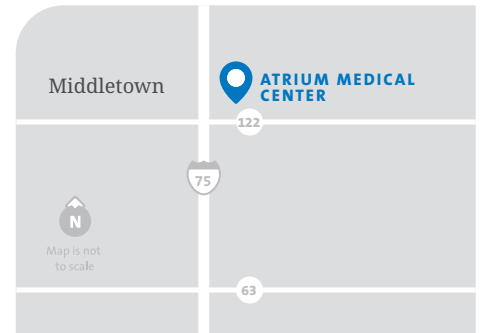 Middletown
ATRIUM MEDICAL
CENTER
122
75
N
Map is not
to scale
63